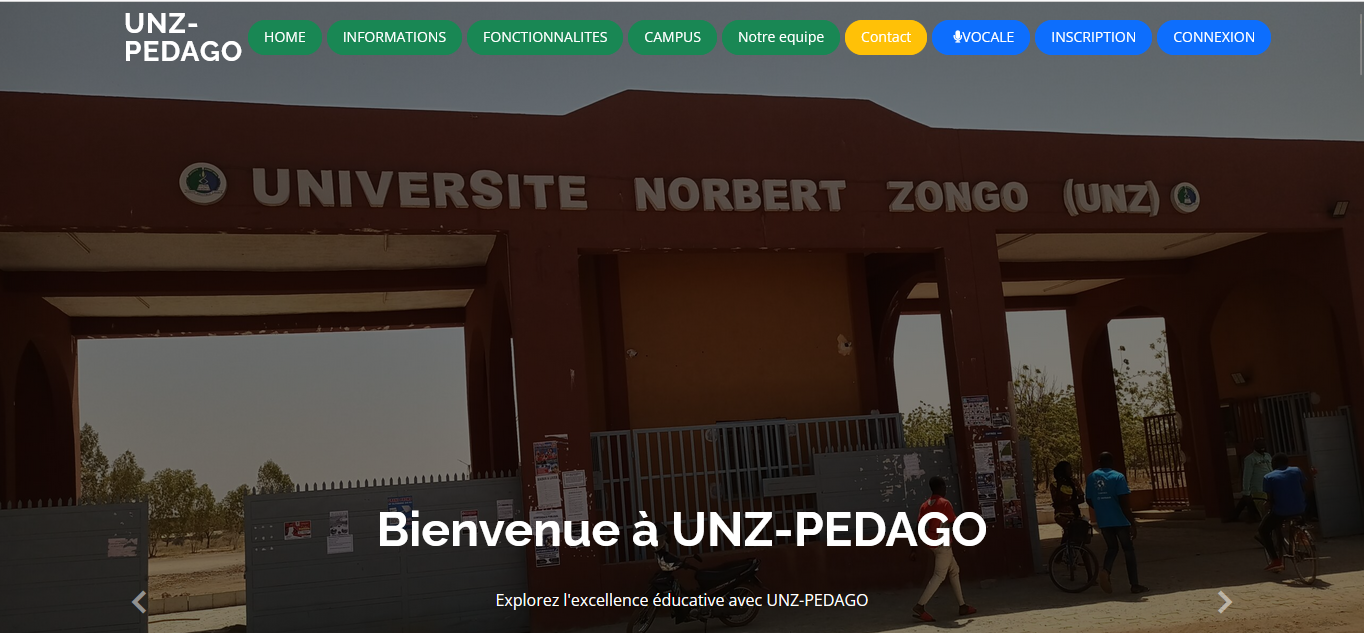 UNZ-
PEDAGO
HOME
INFORMATIONS
FONCTIONNALITES
CAMPUS
Notre equipe
Contact
VOCALE
INSCRIPTION
CONNEXION
UNIVERSITE NORBERT ZONGO (UNZ)
Bienvenue à UNZ-PEDAGO
Explorez l'excellence éducative avec UNZ-PEDAGO